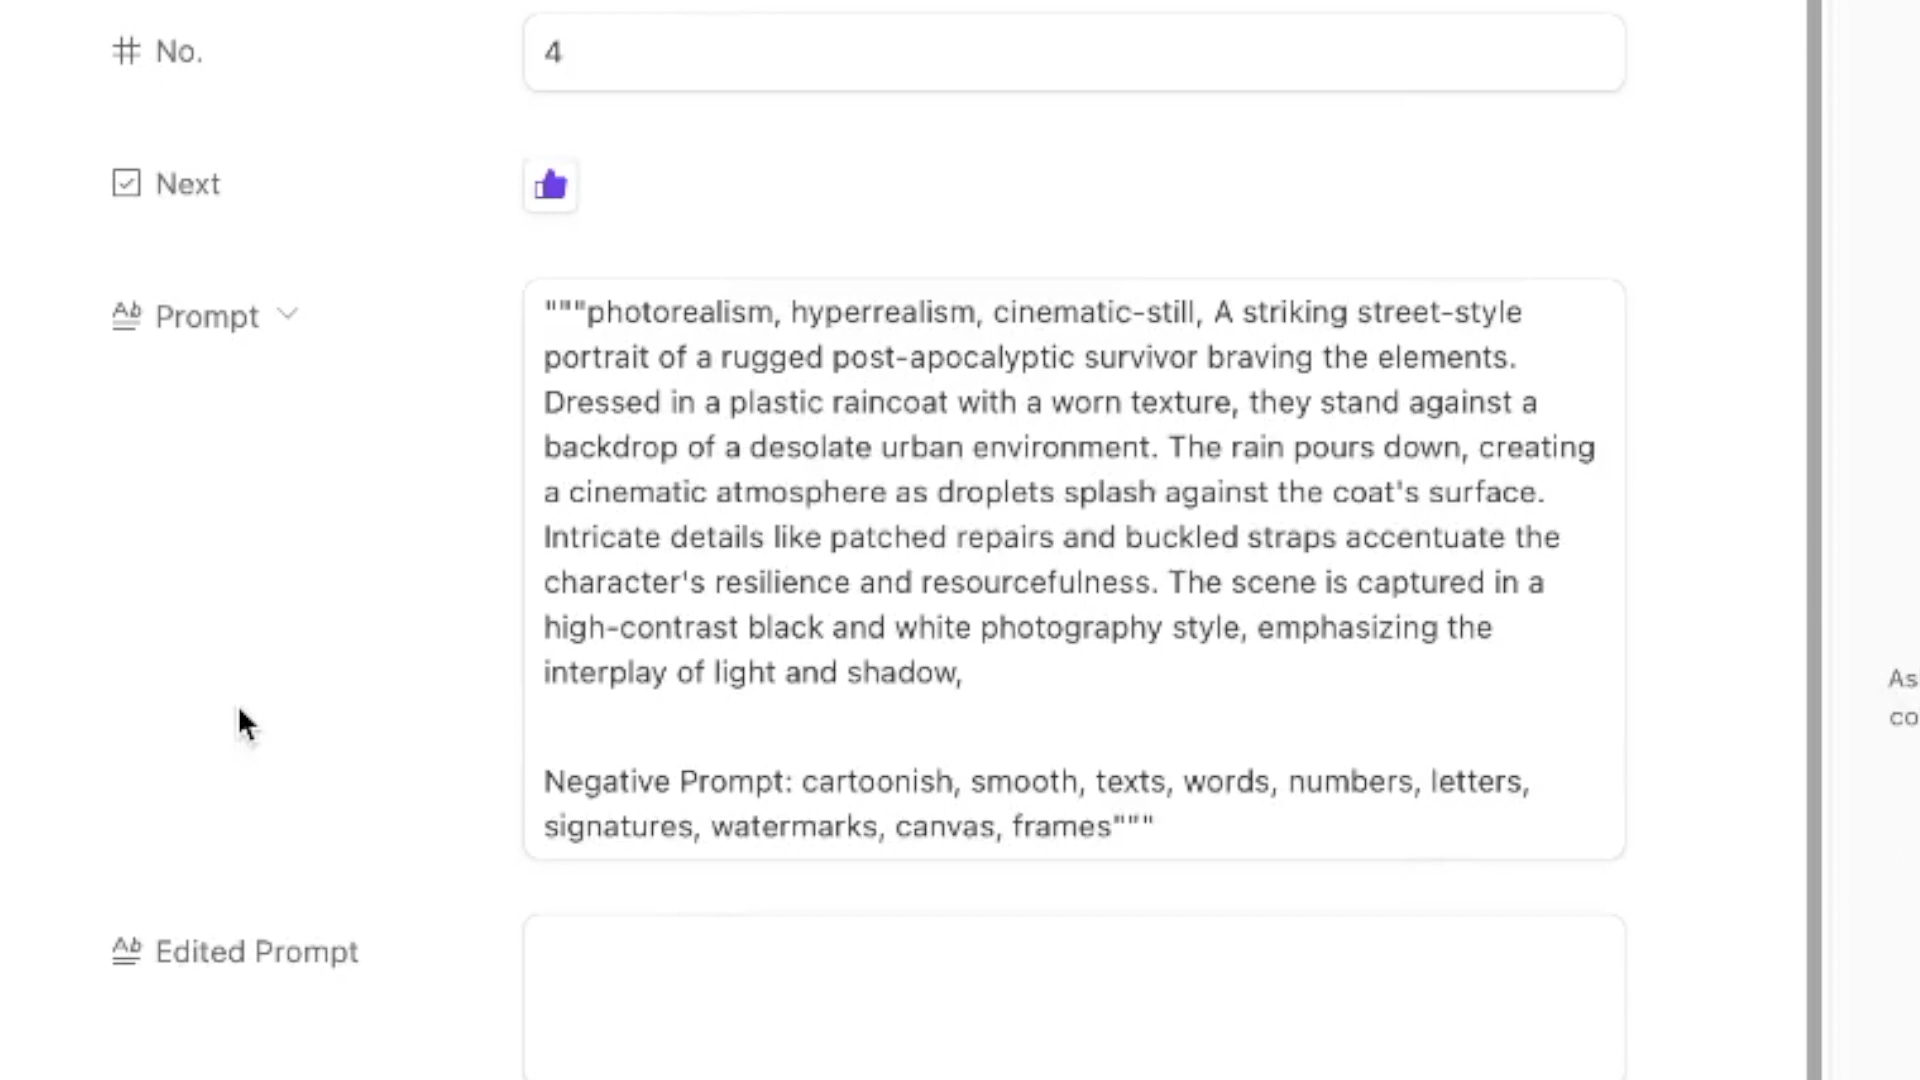 No.
4
Next
Prompt
"""photorealism, hyperrealism, cinematic-still, A striking street-style
portrait of a rugged post-apocalyptic survivor braving the elements.
Dressed in a plastic raincoat with a worn texture, they stand against a
backdrop of a desolate urban environment. The rain pours down, creating
a cinematic atmosphere as droplets splash against the coat's surface.
Intricate details like patched repairs and buckled straps accentuate the
character's resilience and resourcefulness. The scene is captured in a
high-contrast black and white photography style, emphasizing the
interplay of light and shadow,
Negative Prompt: cartoonish, smooth, texts, words, numbers, letters,
signatures, watermarks, canvas, frames"""
Edited Prompt
As
co